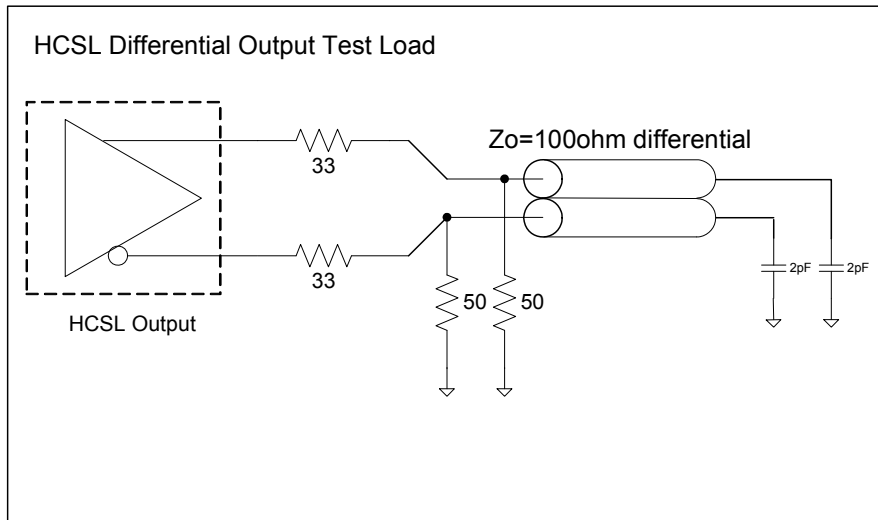 HCSL Differential Output Test Load
Zo=100ohm differential
33
33
50
50
2pF
2pF
HCSL Output